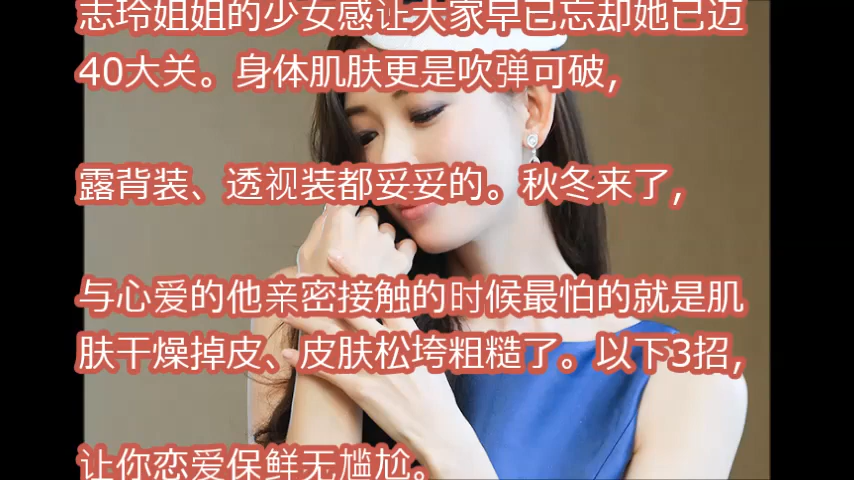 志玲姐姐的少女感让大家早已忘却她已迈
40大关。身体肌肤更是吹弹可破，
露背装、透视装都妥妥的。秋冬来了，
与心爱的他亲密接触的时候最怕的就是肌
肤干燥掉皮、皮肤松垮粗糙了。以下3招，
让你恋爱保鲜无尴尬。